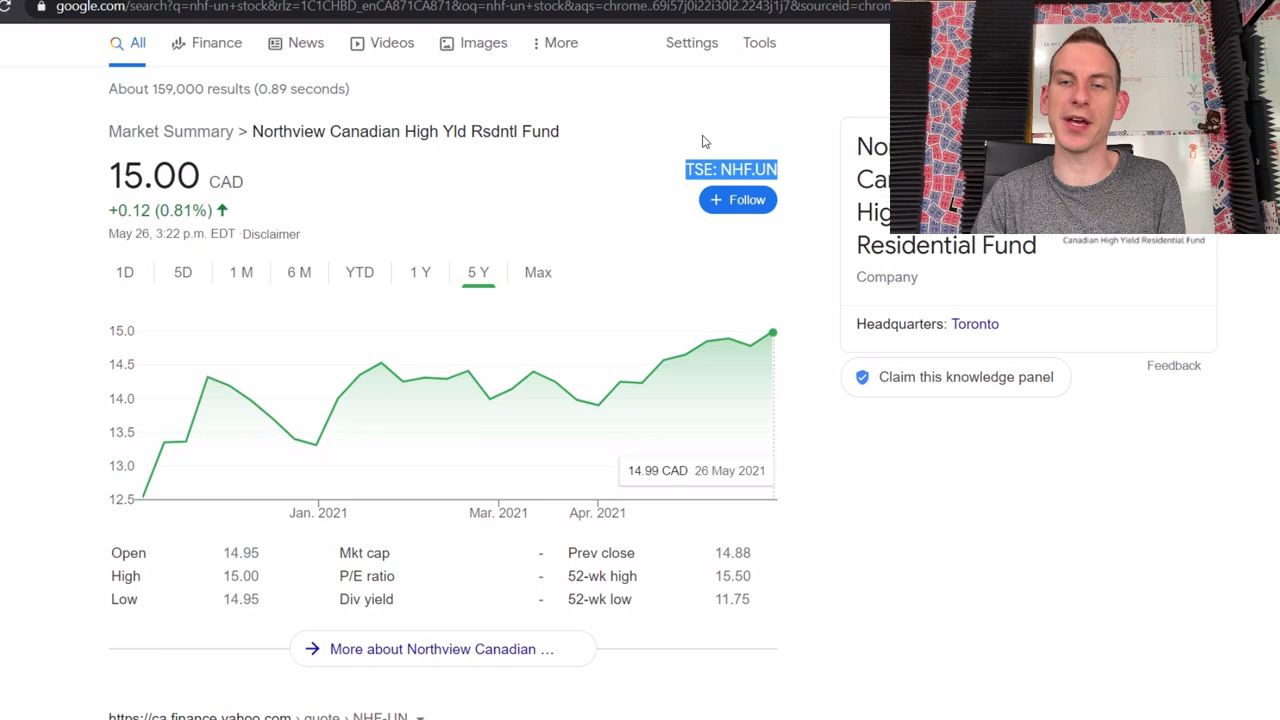 google.com/search?q=nhf-un+stock&rlz=1C1CHBD_enCA871CA871&oq=nhf-un+stock&aqs=chrome..69i57j0i22i30l2.2243j1j7&sourceid=chrom
All
Finance
News
Videos
Images
More
Settings
Tools
About 159,000 results (0.89 seconds)
Market Summary > Northview Canadian High Yld Rsdntl Fund
15.00 CAD
TSE: NHF.UN
+0.12 (0.81%)
Follow
May 26, 3:22 p.m. EDT · Disclaimer
1D
5D
1 M
6 M
YTD
1 Y
5 Y
Max
15.0
14.5
14.0
13.5
13.0
12.5
14.99 CAD 26 May 2021
Jan. 2021
Mar. 2021
Apr. 2021
Open 14.95 Mkt cap - Prev close 14.88
High 15.00 P/E ratio - 52-wk high 15.50
Low 14.95 Div yield - 52-wk low 11.75
More about Northview Canadian …
https://ca.finance.yahoo.com › quote › NHF-UN
No
Ca
Hig
Residential Fund
Canadian High Yield Residential Fund
Company
Headquarters: Toronto
Feedback
Claim this knowledge panel